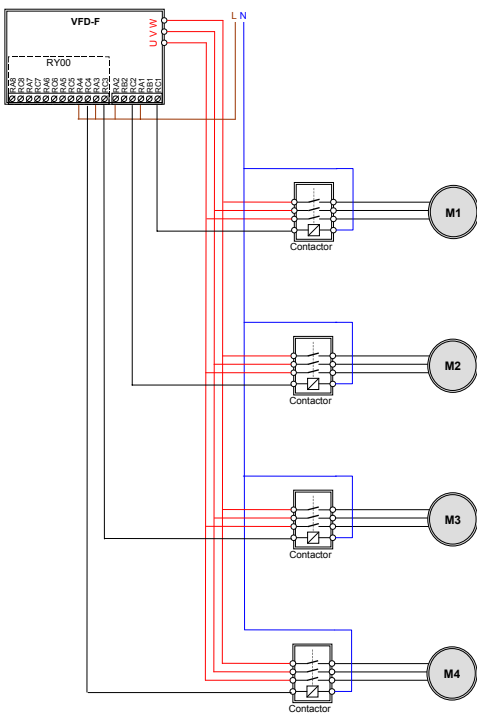 VFD-F
U V W
L N
RY00
RA8
RC8
RA7
RC7
RA6
RC6
RA5
RC5
RA4
RC4
RA3
RC3
RA2
RB2
RC2
RA1
RB1
RC1
M1
Contactor
M2
Contactor
M3
Contactor
M4
Contactor